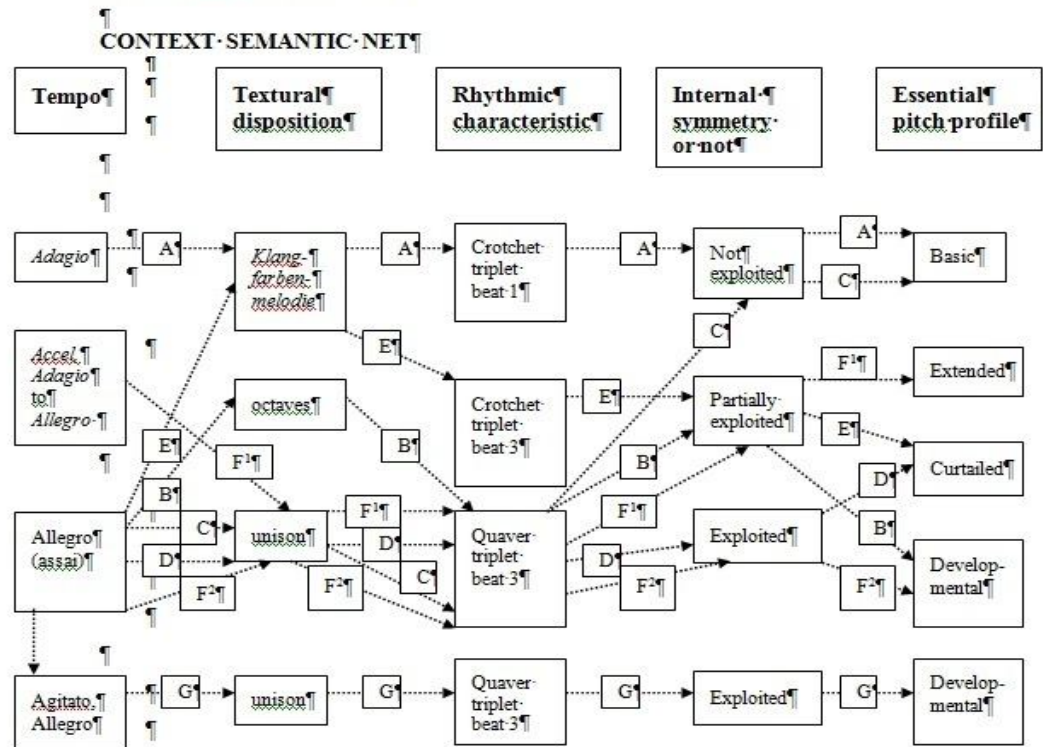 CONTEXT SEMANTIC NET
Tempo
Textural
disposition
Rhythmic
characteristic
Internal
symmetry
or not
Essential
pitch profile
Adagio
A
Klang-
farben-
melodie
A
Crotchet
triplet
beat 1
A
Not
exploited
A
C
Basic
Accel.
Adagio
to
Allegro
E
C
octaves
Crotchet
triplet
beat 3
E
Partially
exploited
F¹
Extended
E
Curtailed
E
F¹
B
B
D
B
F¹
F¹
B
Allegro
(assai)
C
D
F²
unison
D
C
F²
Quaver
triplet
beat 3
D
F²
Exploited
F²
Develop-
mental
Agitato.
Allegro
G
unison
G
Quaver
triplet
beat 3
G
Exploited
G
Develop-
mental